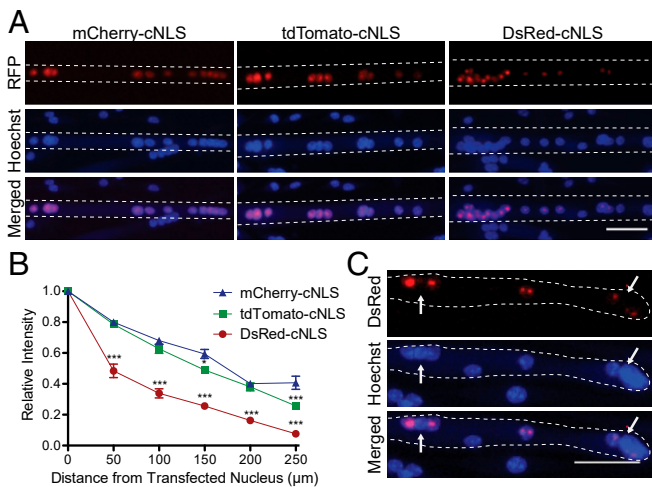 A
mCherry-cNLS tdTomato-cNLS DsRed-cNLS
RFP
Hoechst
Merged
B
mCherry-cNLS
tdTomato-cNLS
DsRed-cNLS
Relative Intensity
1.0
0.8
0.6
0.4
0.2
0.0
***
***
*
***
***
***
***
0 50 100 150 200 250
Distance from Transfected Nucleus (µm)
C
DsRed
Hoechst
Merged